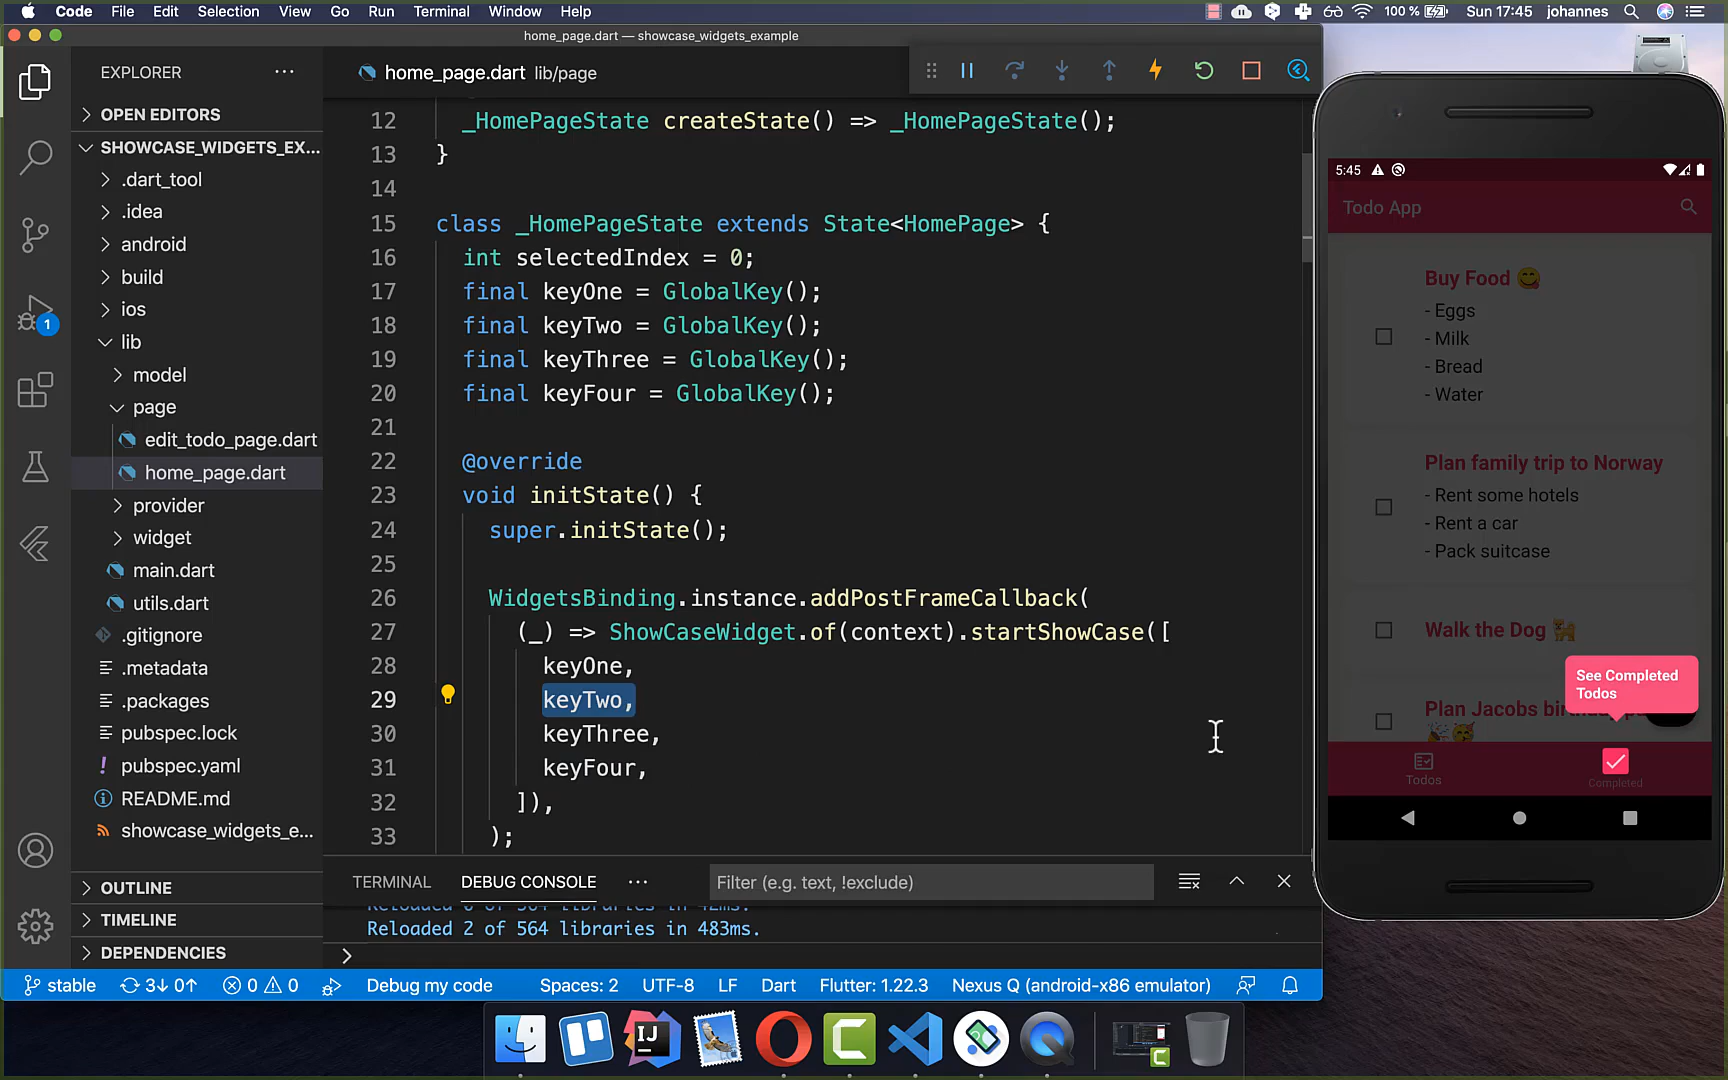 Code File Edit Selection View Go Run Terminal Window Help 100 % Sun 17:45 johannes
home_page.dart — showcase_widgets_example
EXPLORER
OPEN EDITORS
SHOWCASE_WIDGETS_EX...
.dart_tool
.idea
android
build
ios
lib
model
page
edit_todo_page.dart
home_page.dart
provider
widget
main.dart
utils.dart
.gitignore
.metadata
.packages
pubspec.lock
pubspec.yaml
README.md
showcase_widgets_e...
OUTLINE
TIMELINE
DEPENDENCIES
1
home_page.dart lib/page
12 _HomePageState createState() => _HomePageState();
13 }
14
15 class _HomePageState extends State<HomePage> {
16 int selectedIndex = 0;
17 final keyOne = GlobalKey();
18 final keyTwo = GlobalKey();
19 final keyThree = GlobalKey();
20 final keyFour = GlobalKey();
21
22 @override
23 void initState() {
24 super.initState();
25
26 WidgetsBinding.instance.addPostFrameCallback(
27 (_) => ShowCaseWidget.of(context).startShowCase([
28 keyOne,
29 keyTwo,
30 keyThree,
31 keyFour,
32 ]),
33 );
TERMINAL DEBUG CONSOLE ... Filter (e.g. text, !exclude)
Reloaded 2 of 564 libraries in 483ms.
>
stable 3↓ 0↑ 0 0 Debug my code Spaces: 2 UTF-8 LF Dart Flutter: 1.22.3 Nexus Q (android-x86 emulator)
5:45
Todo App
Buy Food
- Eggs
- Milk
- Bread
- Water
Plan family trip to Norway
- Rent some hotels
- Rent a car
- Pack suitcase
Walk the Dog
See Completed
Todos
Plan Jacobs
Todos
Completed
IJ